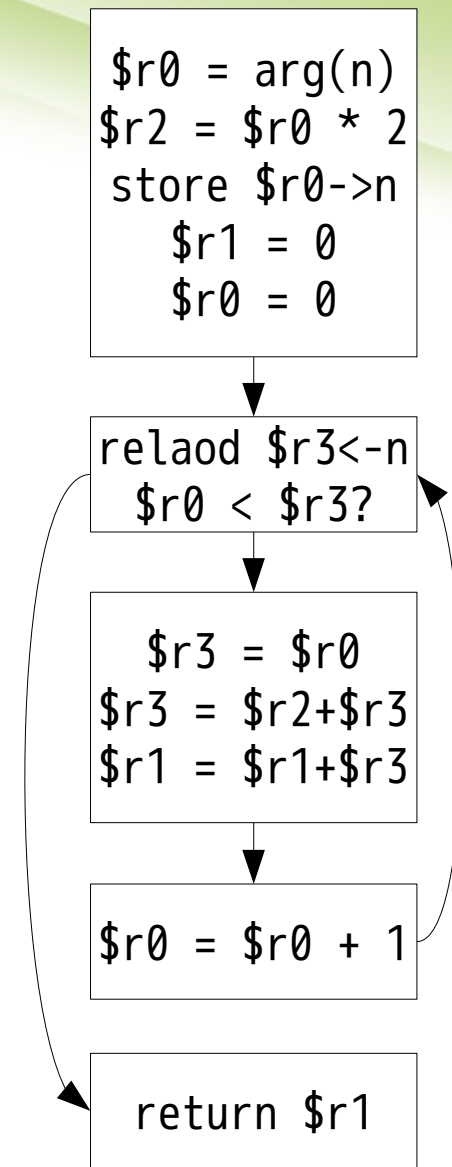 $r0 = arg(n)
$r2 = $r0 * 2
store $r0->n
$r1 = 0
$r0 = 0
relaod $r3<-n
$r0 < $r3?
$r3 = $r0
$r3 = $r2+$r3
$r1 = $r1+$r3
$r0 = $r0 + 1
return $r1